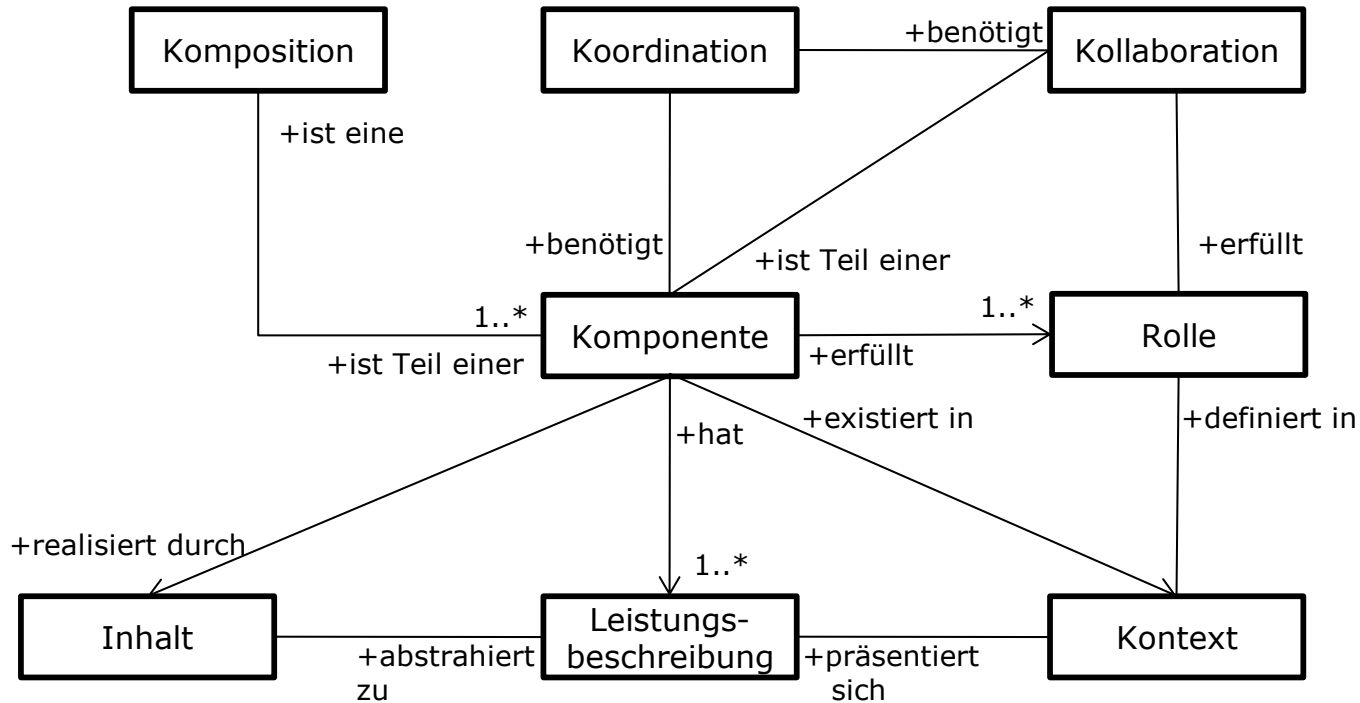 Komposition
Koordination
+benötigt
Kollaboration
+ist eine
+benötigt
+ist Teil einer
+erfüllt
1..*
Komponente
1..*
Rolle
+ist Teil einer
+erfüllt
+hat
+existiert in
+definiert in
+realisiert durch
1..*
Inhalt
Leistungs-
beschreibung
Kontext
+abstrahiert
zu
+präsentiert
sich